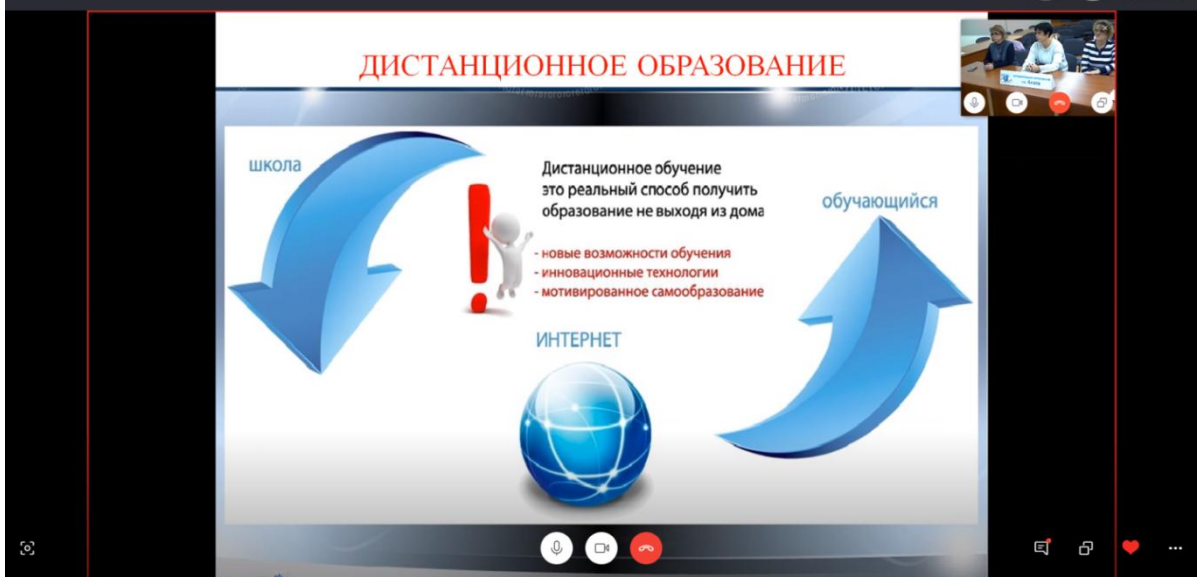 ДИСТАНЦИОННОЕ ОБРАЗОВАНИЕ
школа
Дистанционное обучение
это реальный способ получить
образование не выходя из дома
обучающийся
- новые возможности обучения
- инновационные технологии
- мотивированное самообразование
ИНТЕРНЕТ